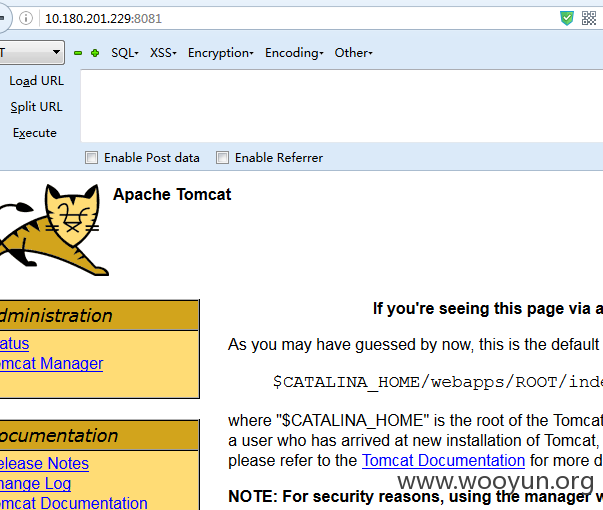 10.180.201.229:8081
T SQL- XSS- Encryption- Encoding- Other-
Load URL
Split URL
Execute
Enable Post data Enable Referrer
Apache Tomcat
dministration
If you're seeing this page via a
atus
As you may have guessed by now, this is the default
omcat Manager
$CATALINA_HOME/webapps/ROOT/inde
where "$CATALINA_HOME" is the root of the Tomcat
ocumentation
a user who has arrived at new installation of Tomcat,
elease Notes
please refer to the Tomcat Documentation for more d
hange Log
www.wooyun.org
omcat Documentation
NOTE: For security reasons, using the manager w